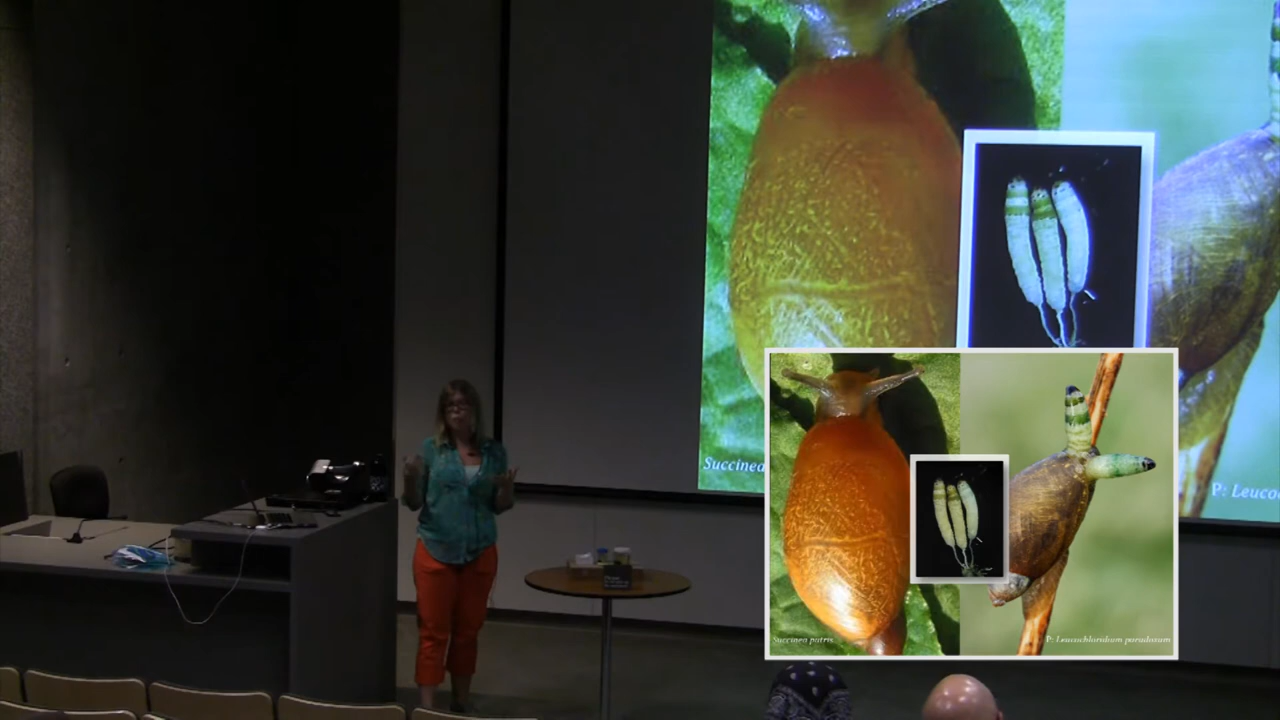 Succinea
P: Leuco
Succinea putris
P: Leucochloridium paradoxum